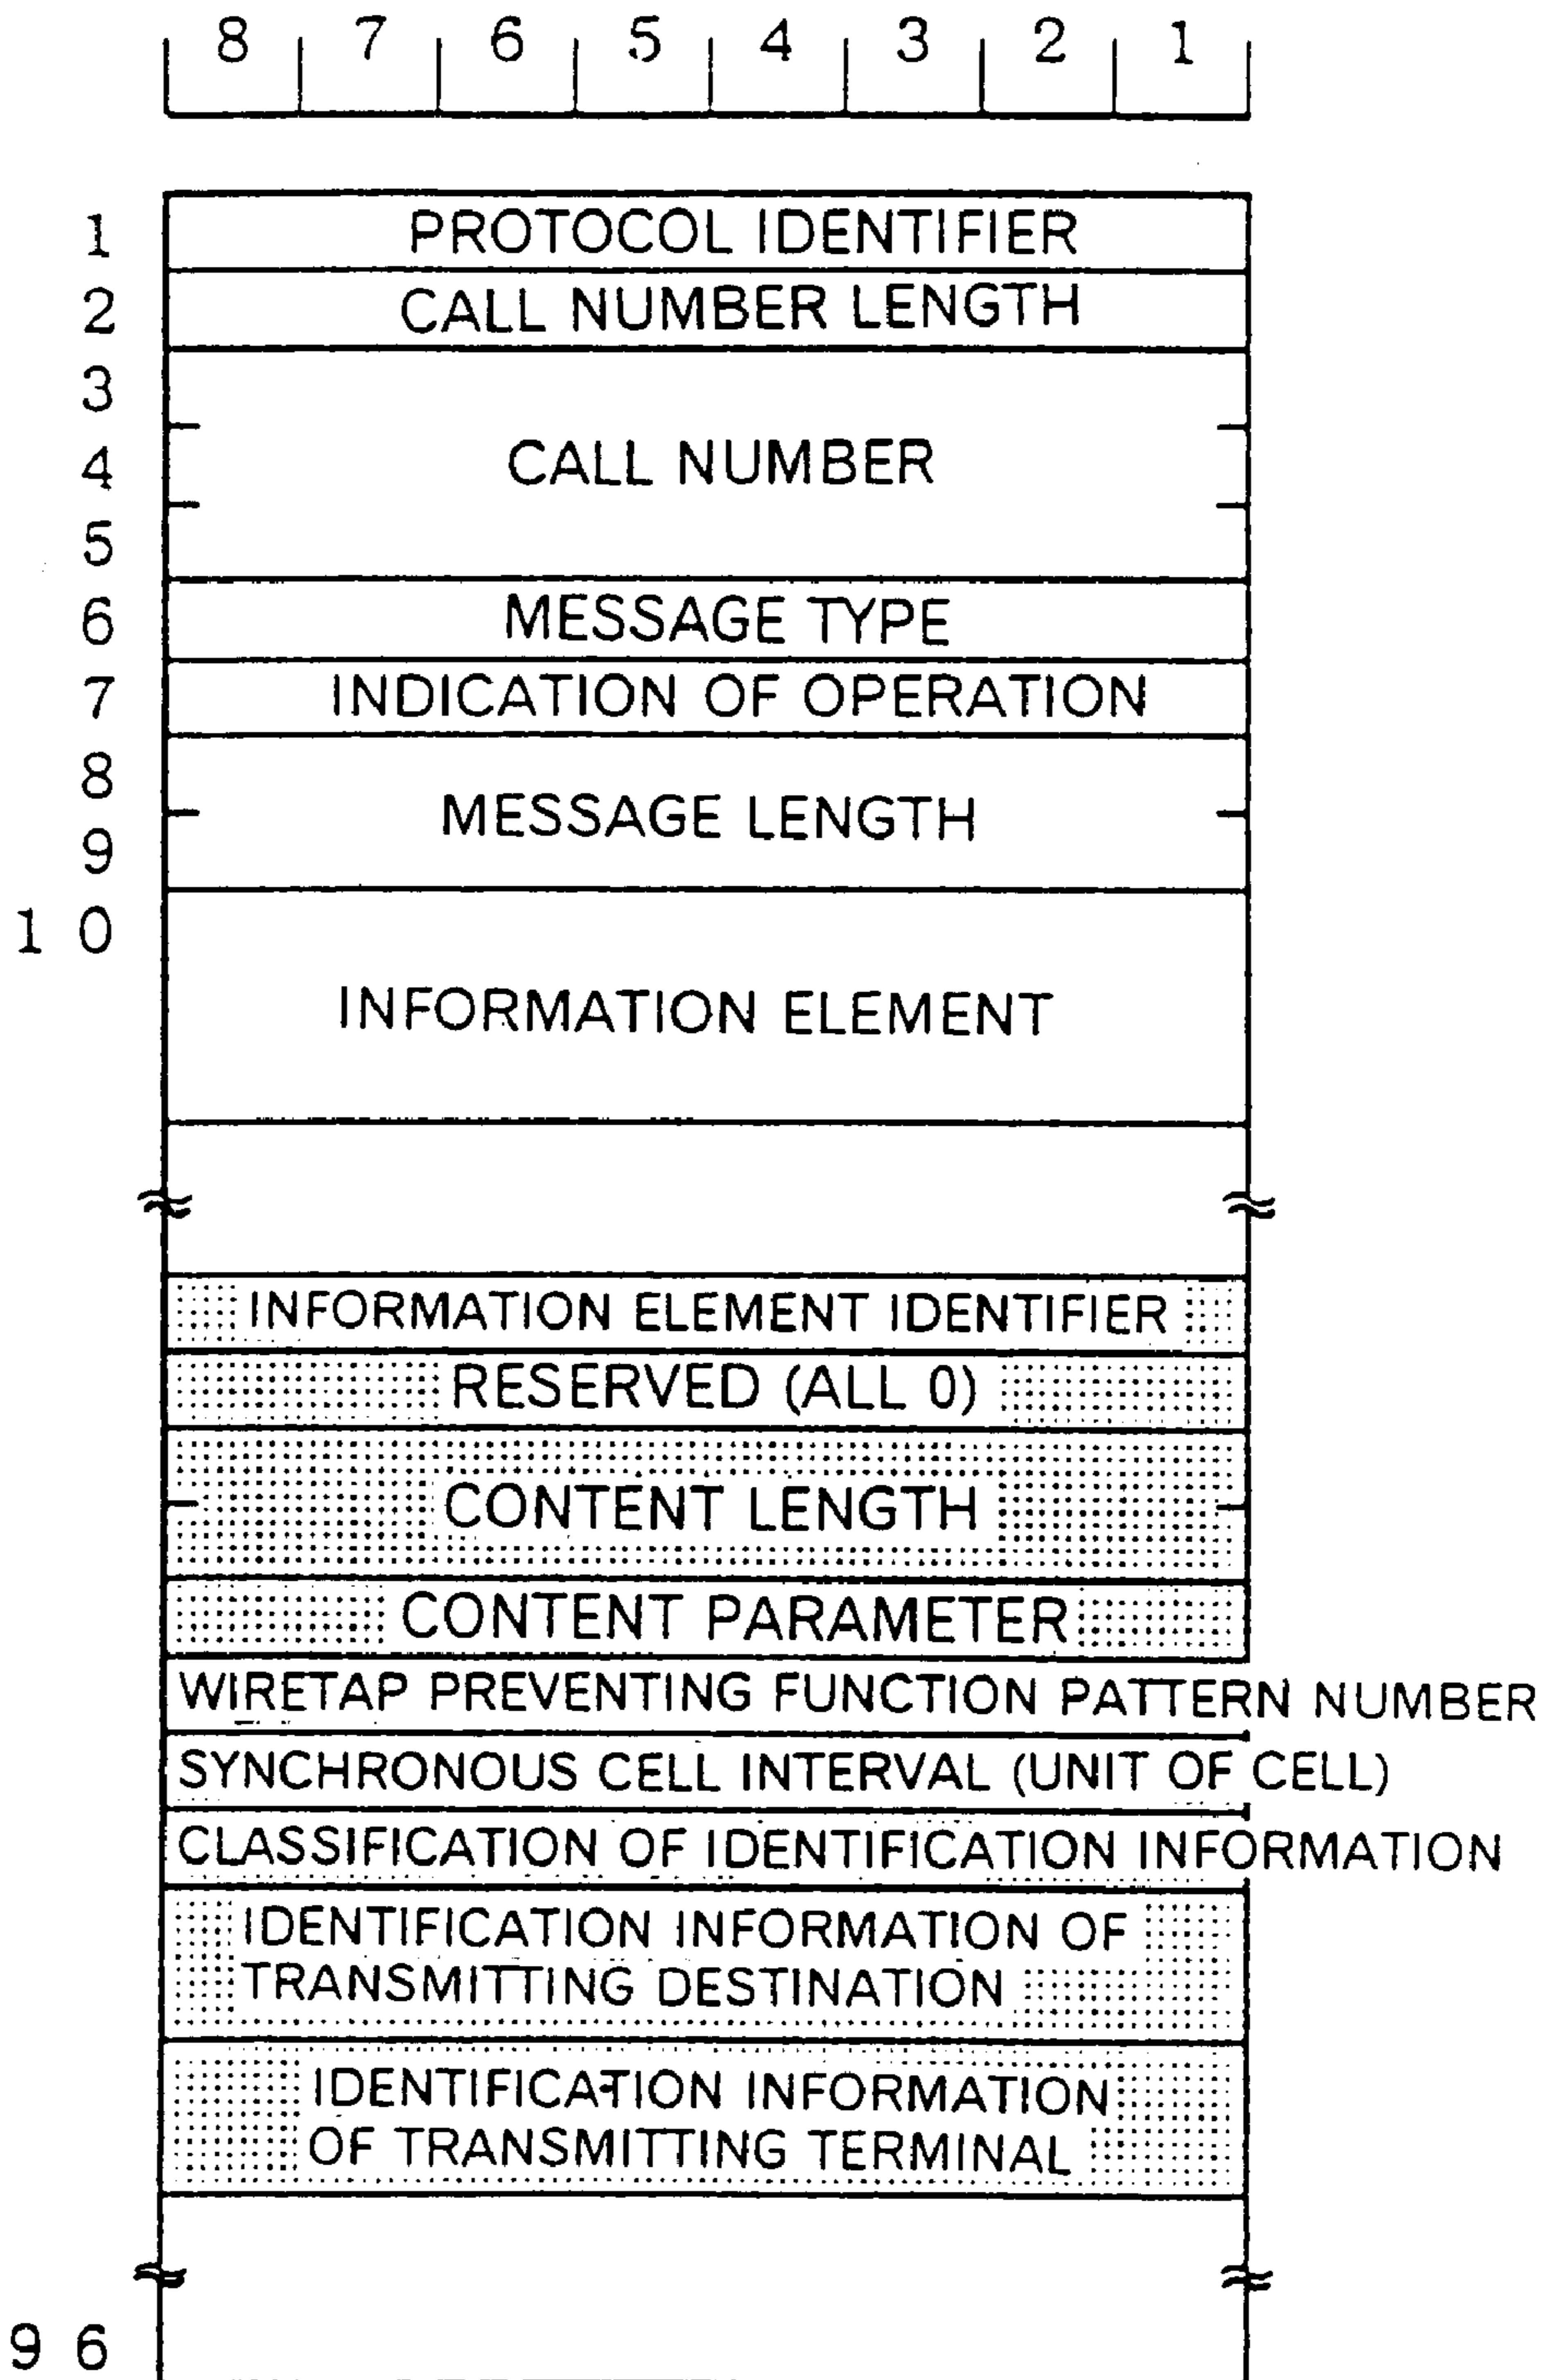 8 7 6 5 4 3 2 1
1 PROTOCOL IDENTIFIER
2 CALL NUMBER LENGTH
3
4 CALL NUMBER
5
6 MESSAGE TYPE
7 INDICATION OF OPERATION
8
MESSAGE LENGTH
9
10
INFORMATION ELEMENT
INFORMATION ELEMENT IDENTIFIER
RESERVED (ALL 0)
CONTENT LENGTH
CONTENT PARAMETER
WIRETAP PREVENTING FUNCTION PATTERN NUMBER
SYNCHRONOUS CELL INTERVAL (UNIT OF CELL)
CLASSIFICATION OF IDENTIFICATION INFORMATION
IDENTIFICATION INFORMATION OF
TRANSMITTING DESTINATION
IDENTIFICATION INFORMATION
OF TRANSMITTING TERMINAL
96